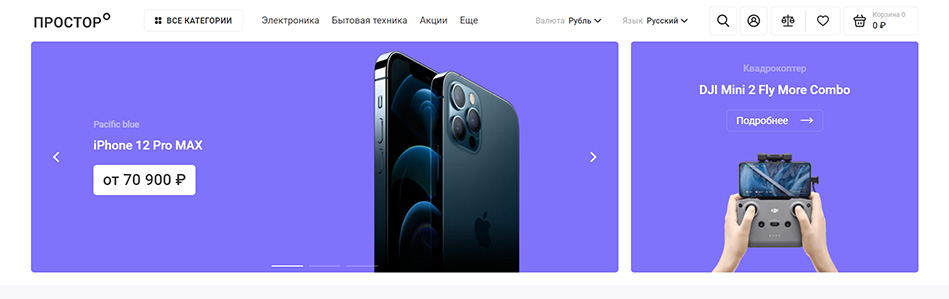 ПРОСТОР°
ВСЕ КАТЕГОРИИ
Электроника
Бытовая техника
Акции
Еще
Валюта Рубль
Язык Русский
Корзина 0
0 ₽
Pacific blue
iPhone 12 Pro MAX
от 70 900 ₽
Квадрокоптер
DJI Mini 2 Fly More Combo
Подробнее
dji